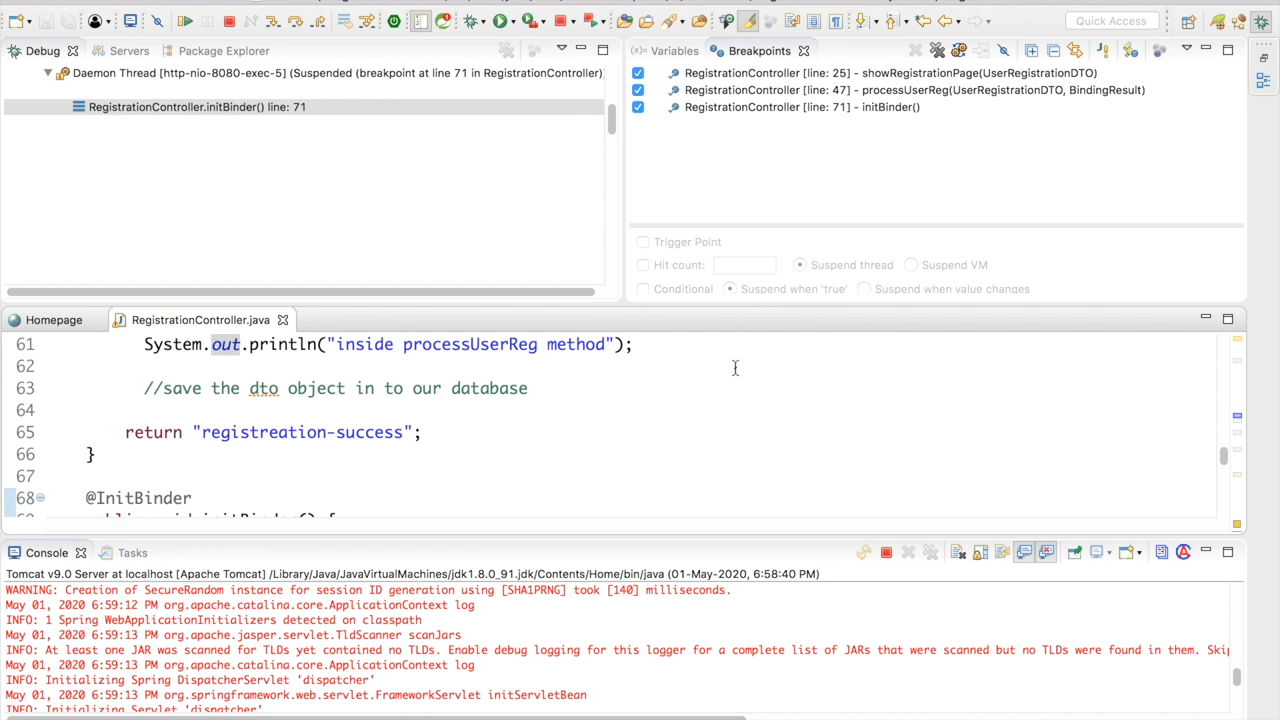 Quick Access
Debug
Servers
Package Explorer
Daemon Thread [http-nio-8080-exec-5] (Suspended (breakpoint at line 71 in RegistrationController)
RegistrationController.initBinder() line: 71
(x)= Variables
Breakpoints
RegistrationController [line: 25] - showRegistrationPage(UserRegistrationDTO)
RegistrationController [line: 47] - processUserReg(UserRegistrationDTO, BindingResult)
RegistrationController [line: 71] - initBinder()
Trigger Point
Hit count:
Suspend thread
Suspend VM
Conditional
Suspend when 'true'
Suspend when value changes
Homepage
RegistrationController.java
61 System.out.println("inside processUserReg method");
62
63 //save the dto object in to our database
64
65 return "registreation-success";
66 }
67
68 @InitBinder
Console
Tasks
Tomcat v9.0 Server at localhost [Apache Tomcat] /Library/Java/JavaVirtualMachines/jdk1.8.0_91.jdk/Contents/Home/bin/java (01-May-2020, 6:58:40 PM)
WARNING: Creation of SecureRandom instance for session ID generation using [SHA1PRNG] took [140] milliseconds.
May 01, 2020 6:59:12 PM org.apache.catalina.core.ApplicationContext log
INFO: 1 Spring WebApplicationInitializers detected on classpath
May 01, 2020 6:59:13 PM org.apache.jasper.servlet.TldScanner scanJars
INFO: At least one JAR was scanned for TLDs yet contained no TLDs. Enable debug logging for this logger for a complete list of JARs that were scanned but no TLDs were found in them. Skip
May 01, 2020 6:59:13 PM org.apache.catalina.core.ApplicationContext log
INFO: Initializing Spring DispatcherServlet 'dispatcher'
May 01, 2020 6:59:13 PM org.springframework.web.servlet.FrameworkServlet initServletBean
INFO: Initializing Servlet 'dispatcher'